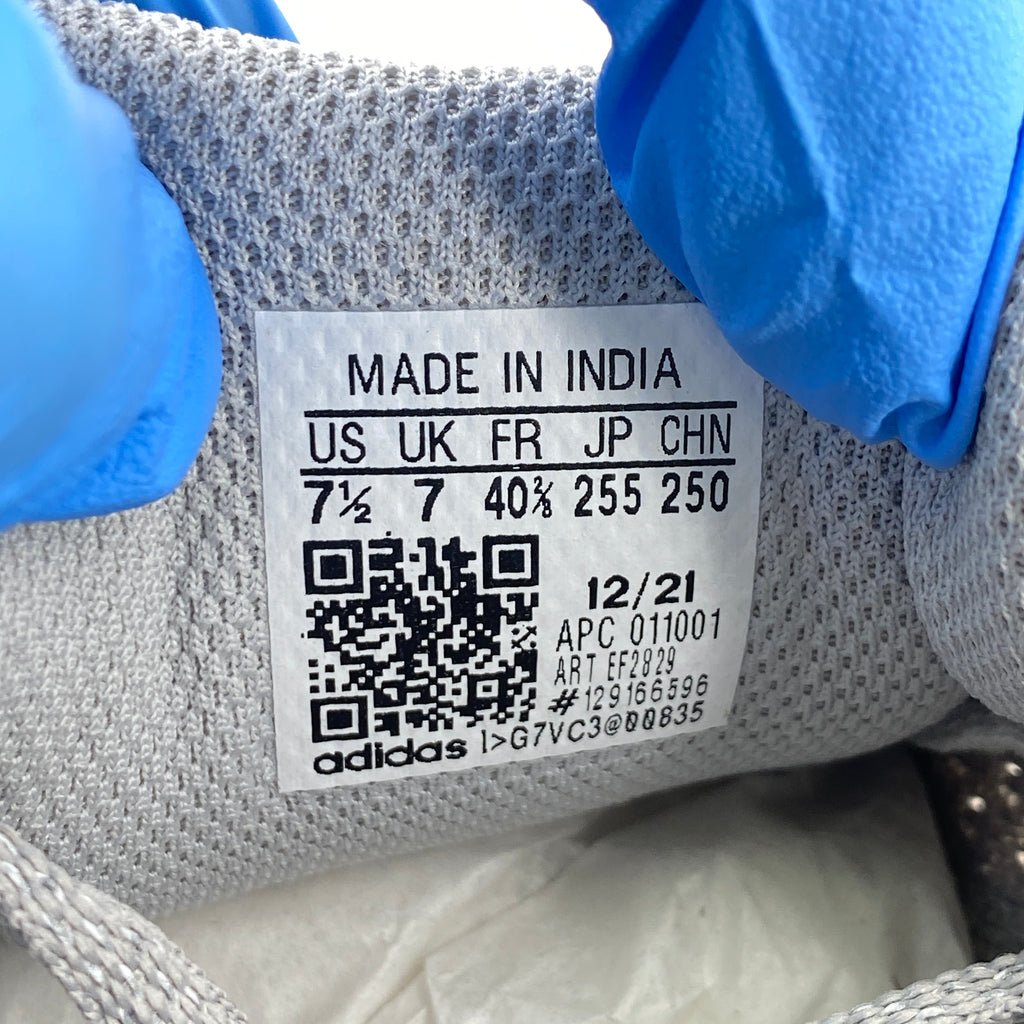 MADE IN INDIA
US UK FR JP CHN
7½ 7 40⅔ 255 250
12/21
APC 011001
ART EF2829
#129166596
adidas 1>G7VC3@00835